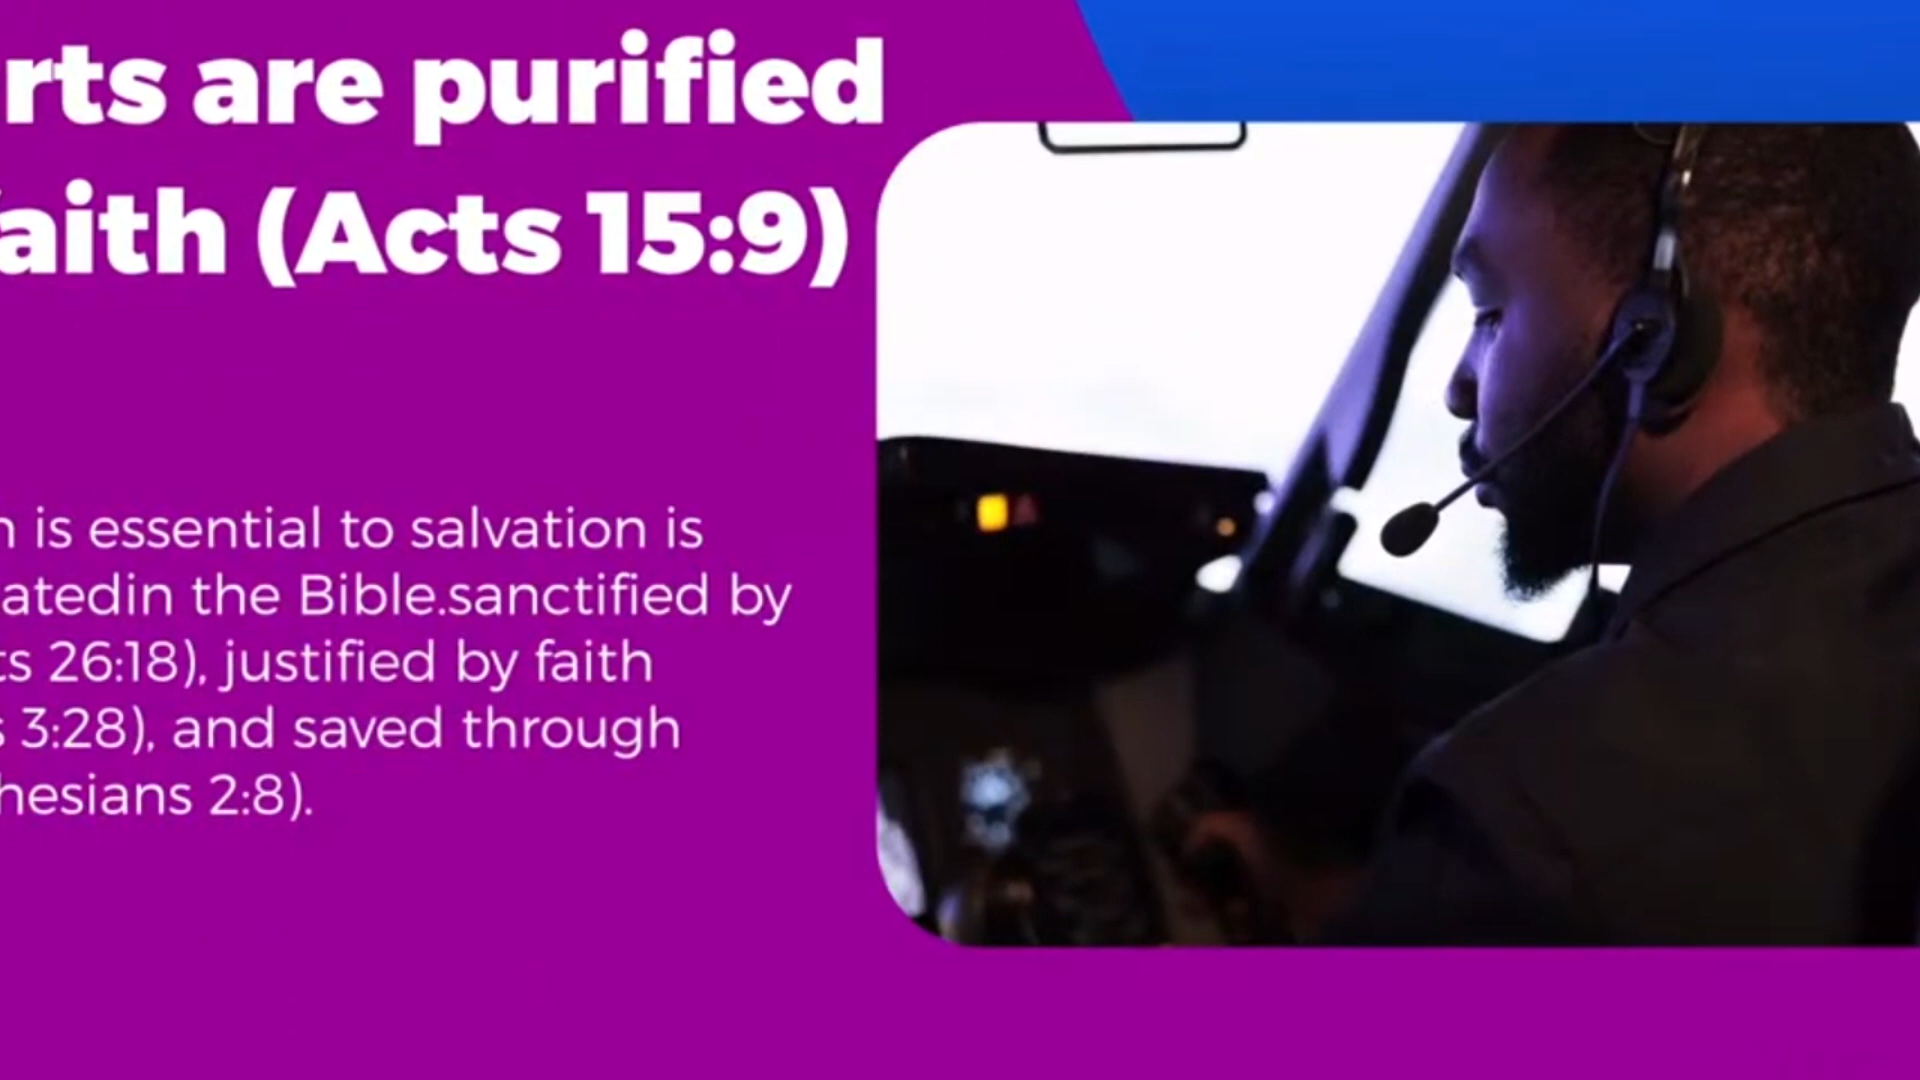 rts are purified
aith (Acts 15:9)
n is essential to salvation is
atedin the Bible.sanctified by
ts 26:18), justified by faith
s 3:28), and saved through
hesians 2:8).